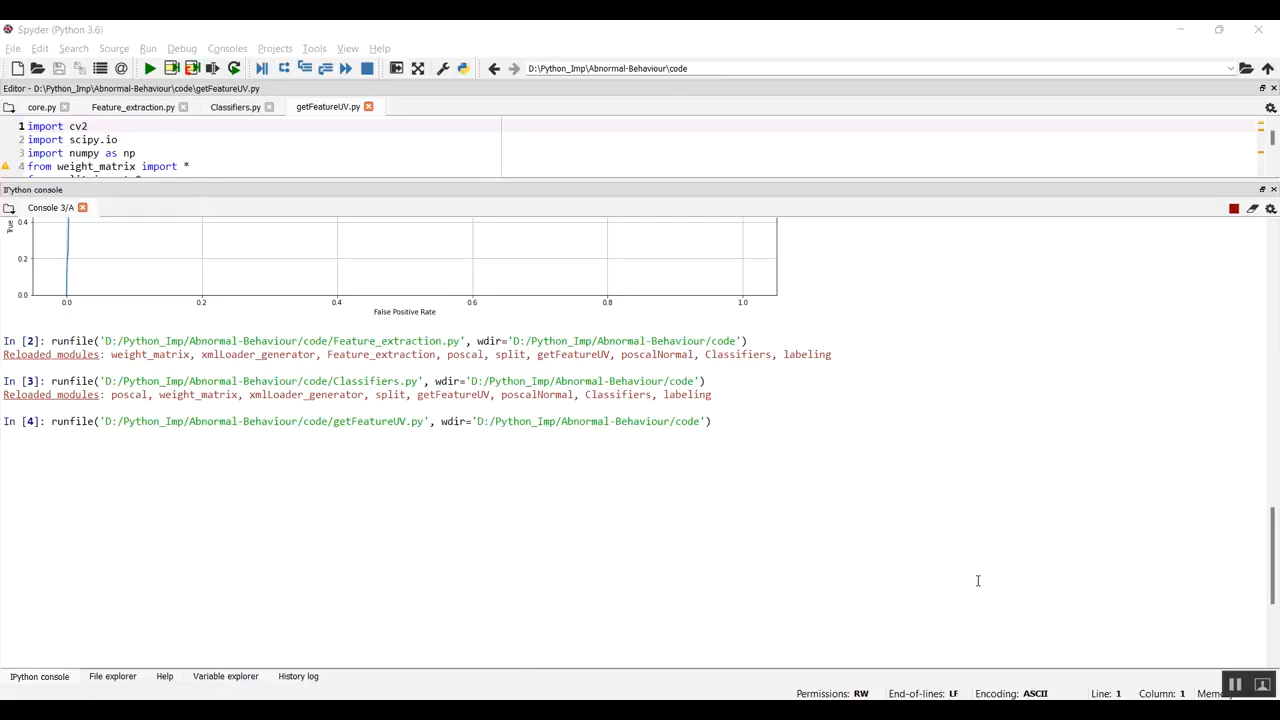 Spyder (Python 3.6)
File Edit Search Source Run Debug Consoles Projects Tools View Help
D:\Python_Imp\Abnormal-Behaviour\code
Editor - D:\Python_Imp\Abnormal-Behaviour\code\getFeatureUV.py
core.py Feature_extraction.py Classifiers.py getFeatureUV.py
1 import cv2
2 import scipy.io
3 import numpy as np
4 from weight_matrix import *
IPython console
Console 3/A
True
0.4
0.2
0.0
0.0 0.2 0.4 0.6 0.8 1.0
False Positive Rate
In [2]: runfile('D:/Python_Imp/Abnormal-Behaviour/code/Feature_extraction.py', wdir='D:/Python_Imp/Abnormal-Behaviour/code')
Reloaded modules: weight_matrix, xmlLoader_generator, Feature_extraction, poscal, split, getFeatureUV, poscalNormal, Classifiers, labeling
In [3]: runfile('D:/Python_Imp/Abnormal-Behaviour/code/Classifiers.py', wdir='D:/Python_Imp/Abnormal-Behaviour/code')
Reloaded modules: poscal, weight_matrix, xmlLoader_generator, split, getFeatureUV, poscalNormal, Classifiers, labeling
In [4]: runfile('D:/Python_Imp/Abnormal-Behaviour/code/getFeatureUV.py', wdir='D:/Python_Imp/Abnormal-Behaviour/code')
IPython console File explorer Help Variable explorer History log
Permissions: RW End-of-lines: LF Encoding: ASCII Line: 1 Column: 1